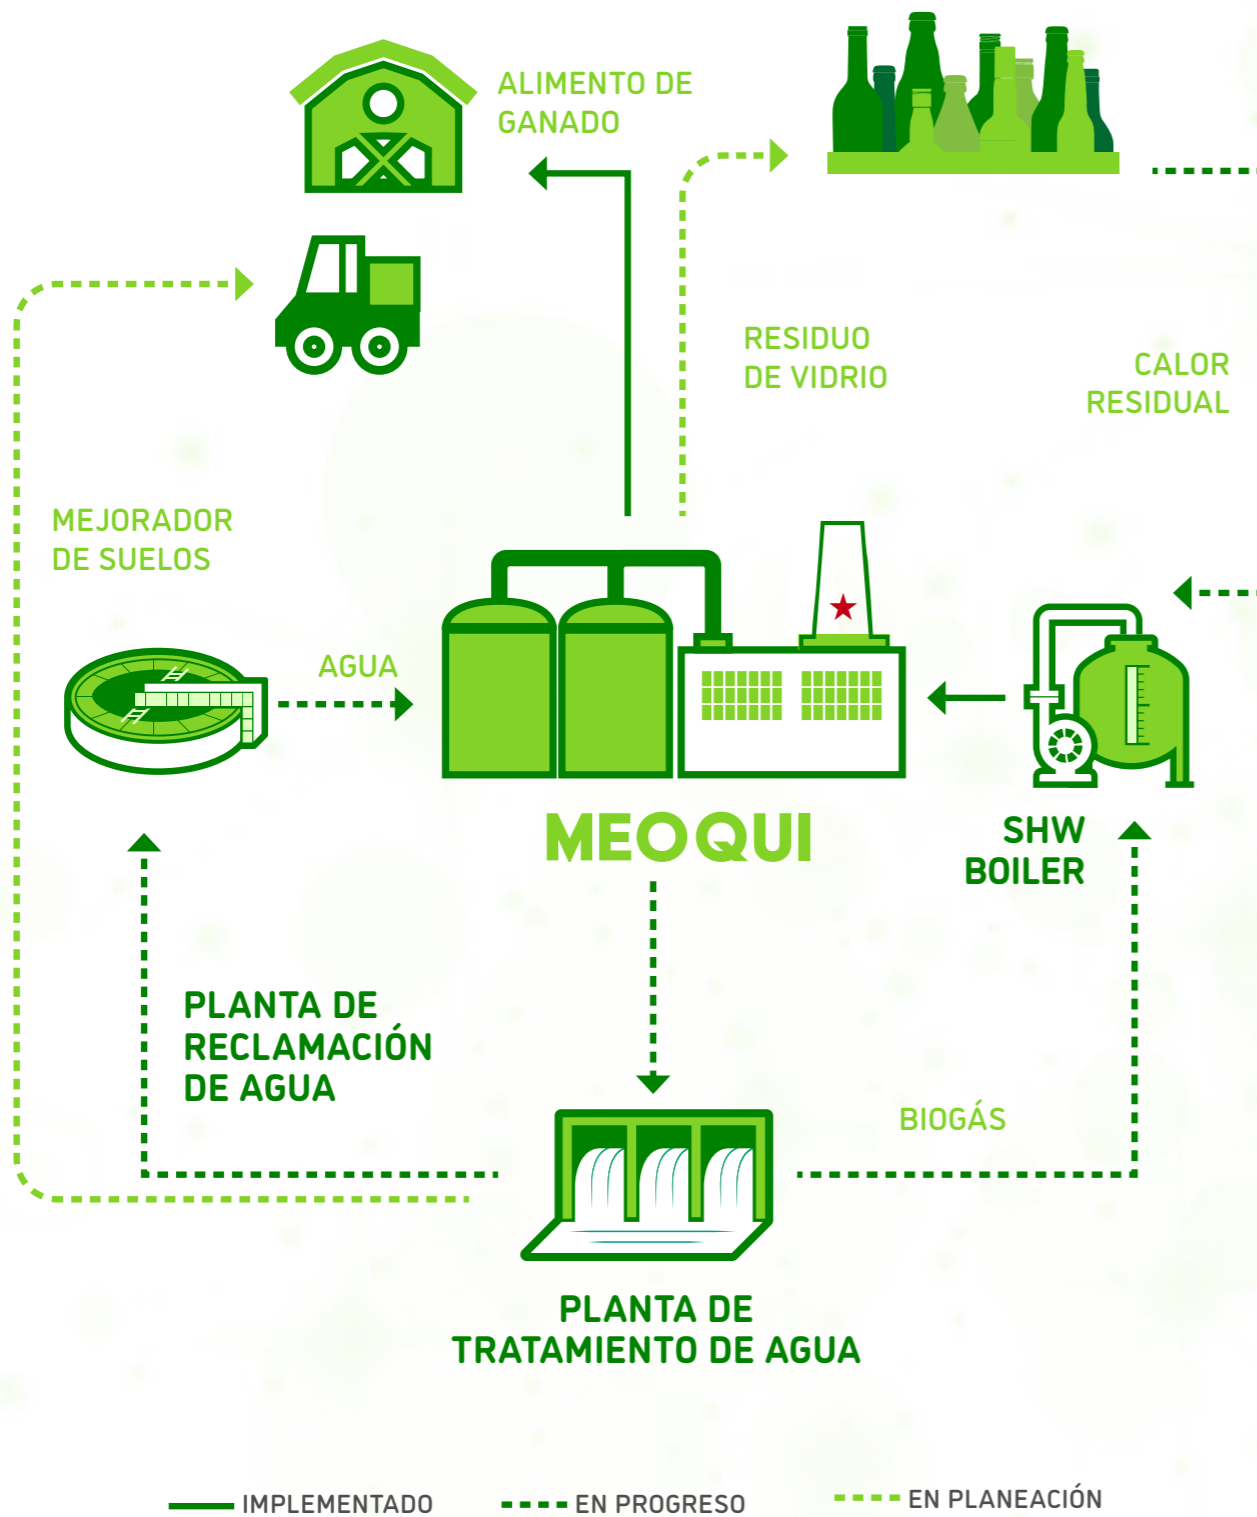 ALIMENTO DE
GANADO
RESIDUO
DE VIDRIO
CALOR
RESIDUAL
MEJORADOR
DE SUELOS
AGUA
MEOQUI
SHW
BOILER
PLANTA DE
RECLAMACIÓN
DE AGUA
BIOGÁS
PLANTA DE
TRATAMIENTO DE AGUA
IMPLEMENTADO
EN PROGRESO
EN PLANEACIÓN